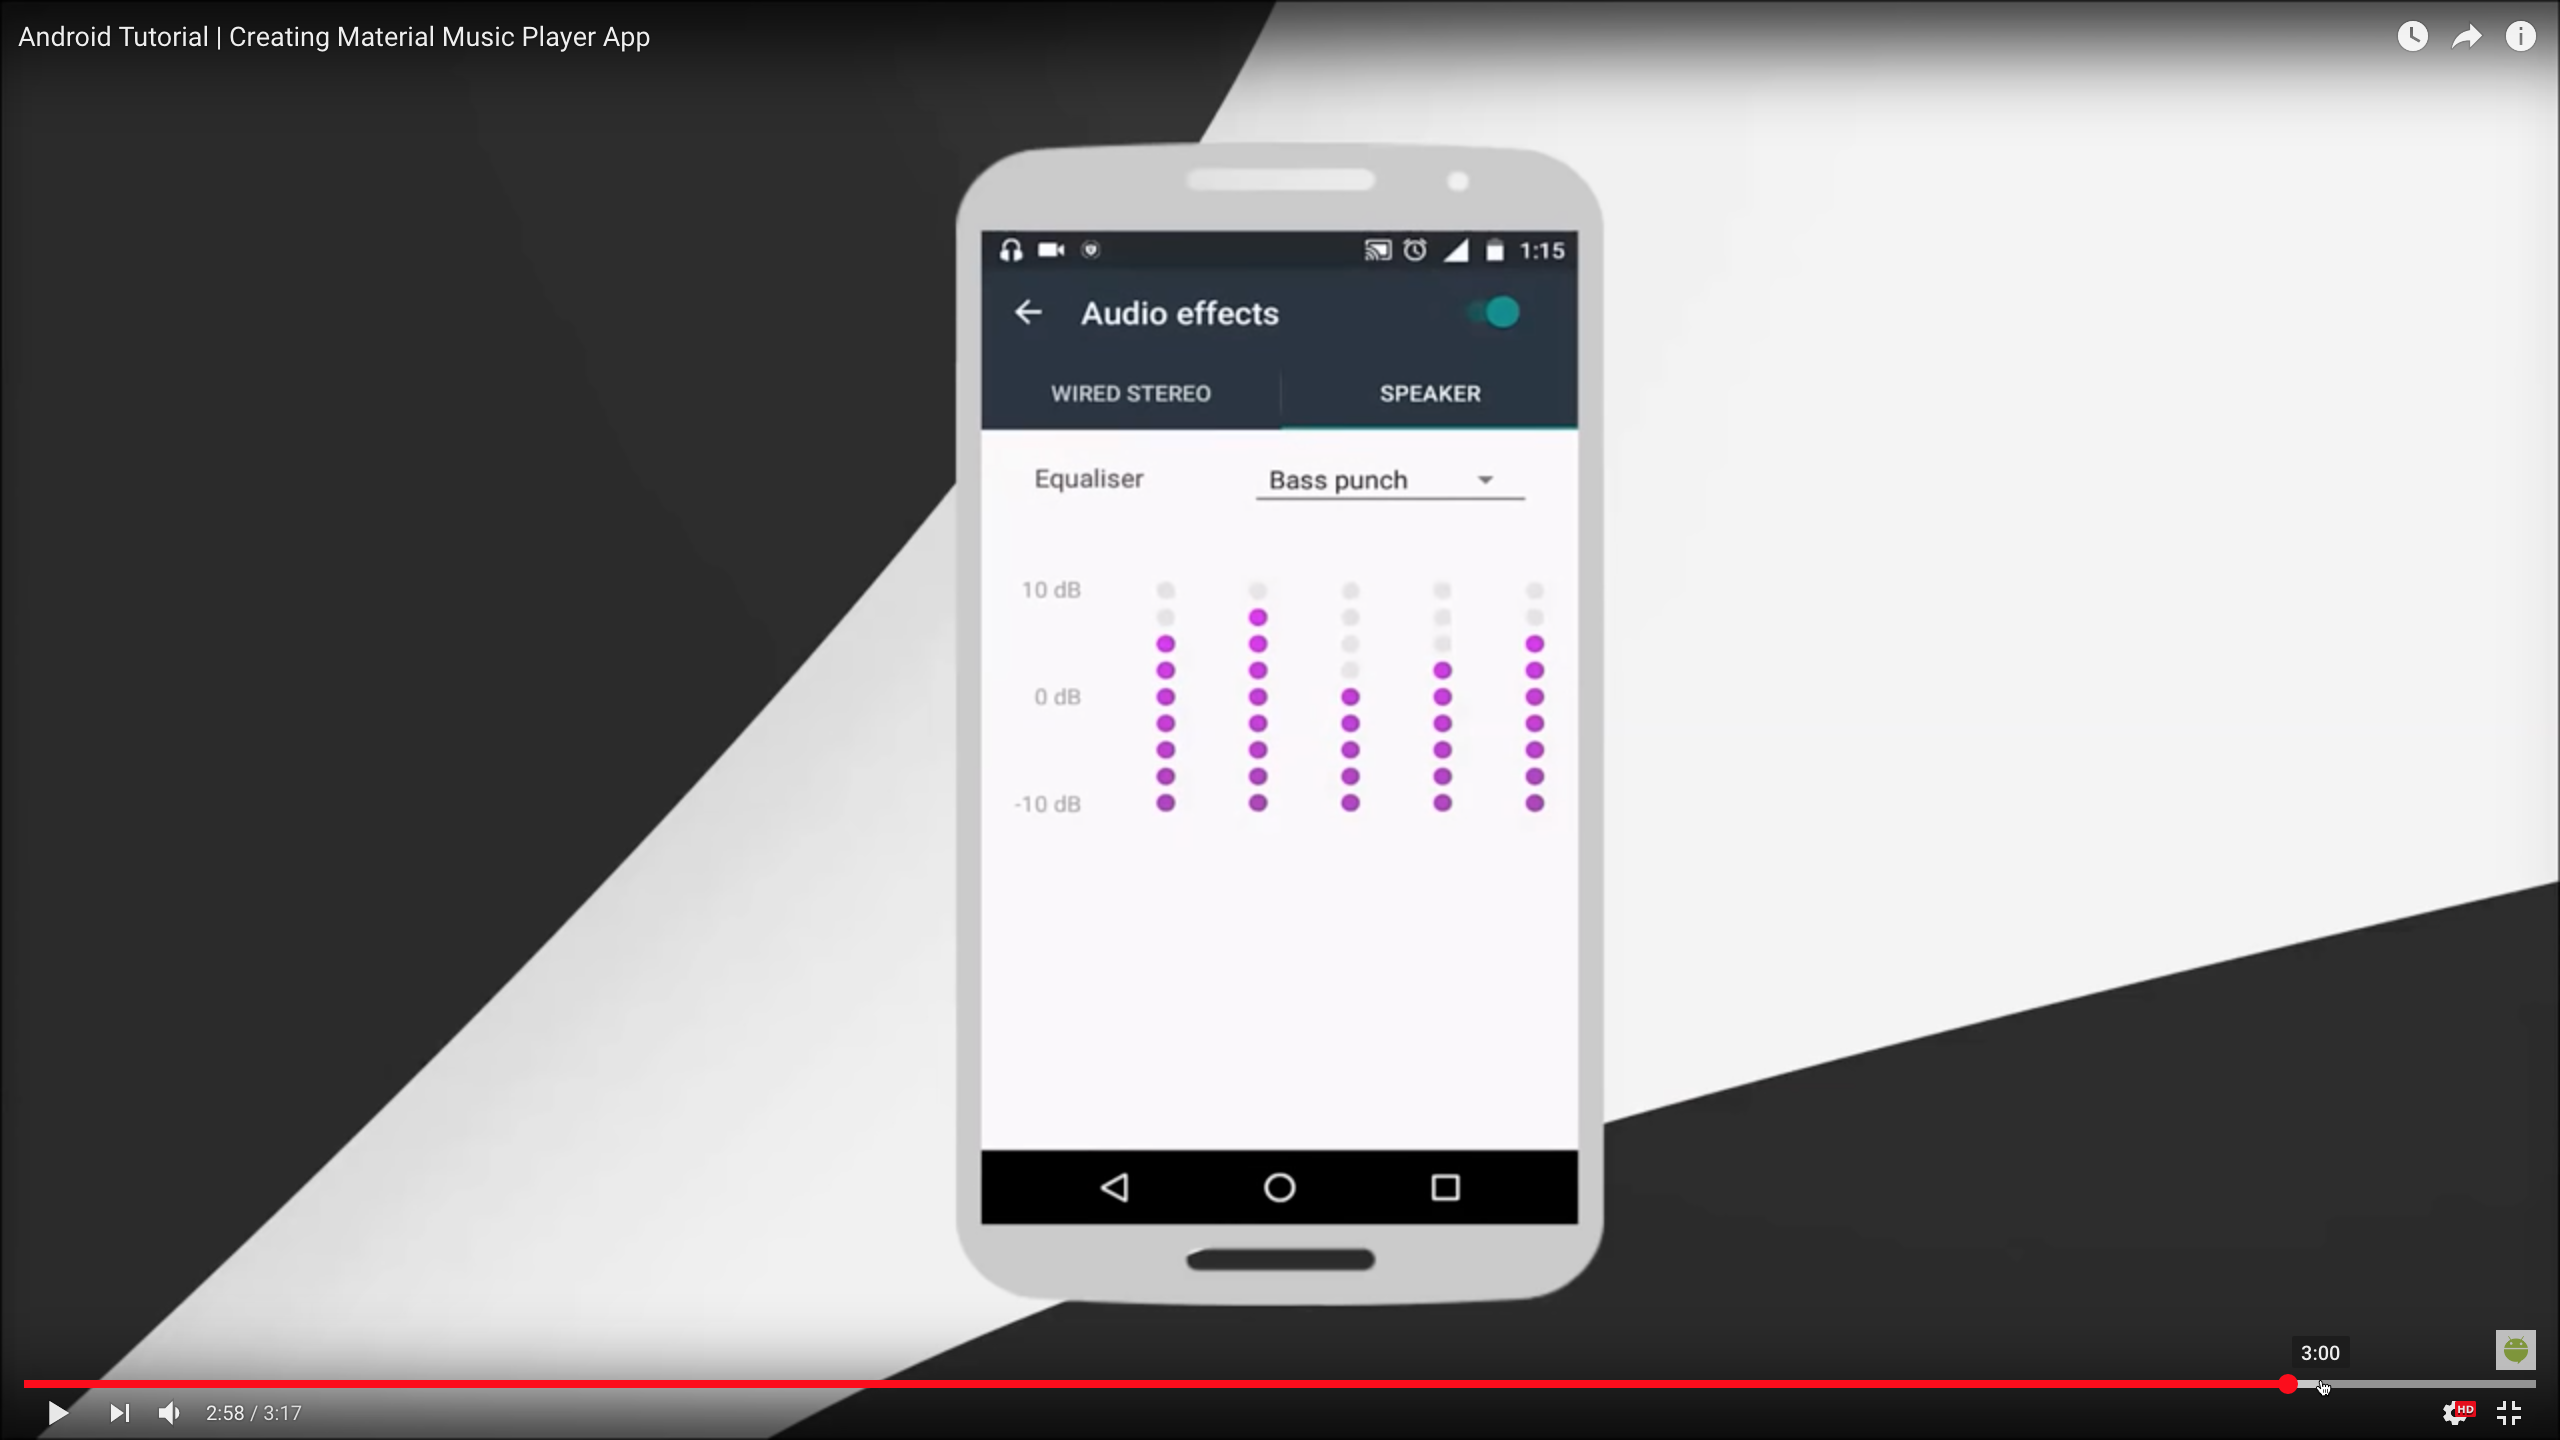 Android Tutorial | Creating Material Music Player App
1:15
Audio effects
WIRED STEREO
SPEAKER
Equaliser
Bass punch
10 dB
0 dB
-10 dB
3:00
2:58 / 3:17
HD